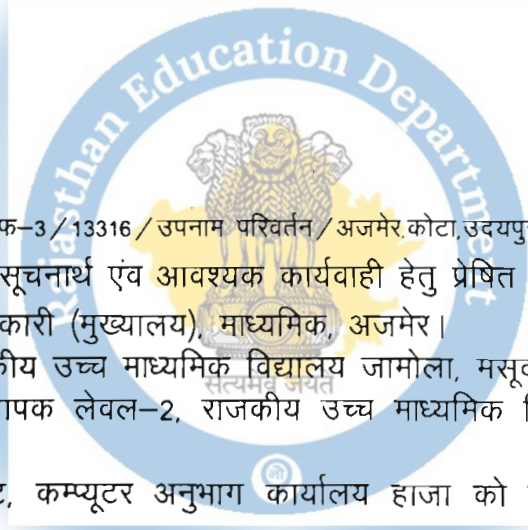 Rajasthan Education Department
फ–3/13316/उपनाम परिवर्तन/अजमेर.कोटा,उदयपु
सूचनार्थ एंव आवश्यक कार्यवाही हेतु प्रेषित
कारी (मुख्यालय), माध्यमिक, अजमेर।
कीय उच्च माध्यमिक विद्यालय जामोला, मसू
सत्यमेव जयते
ापक लेवल–2, राजकीय उच्च माध्यमिक
ट, कम्प्यूटर अनुभाग कार्यालय हाजा को